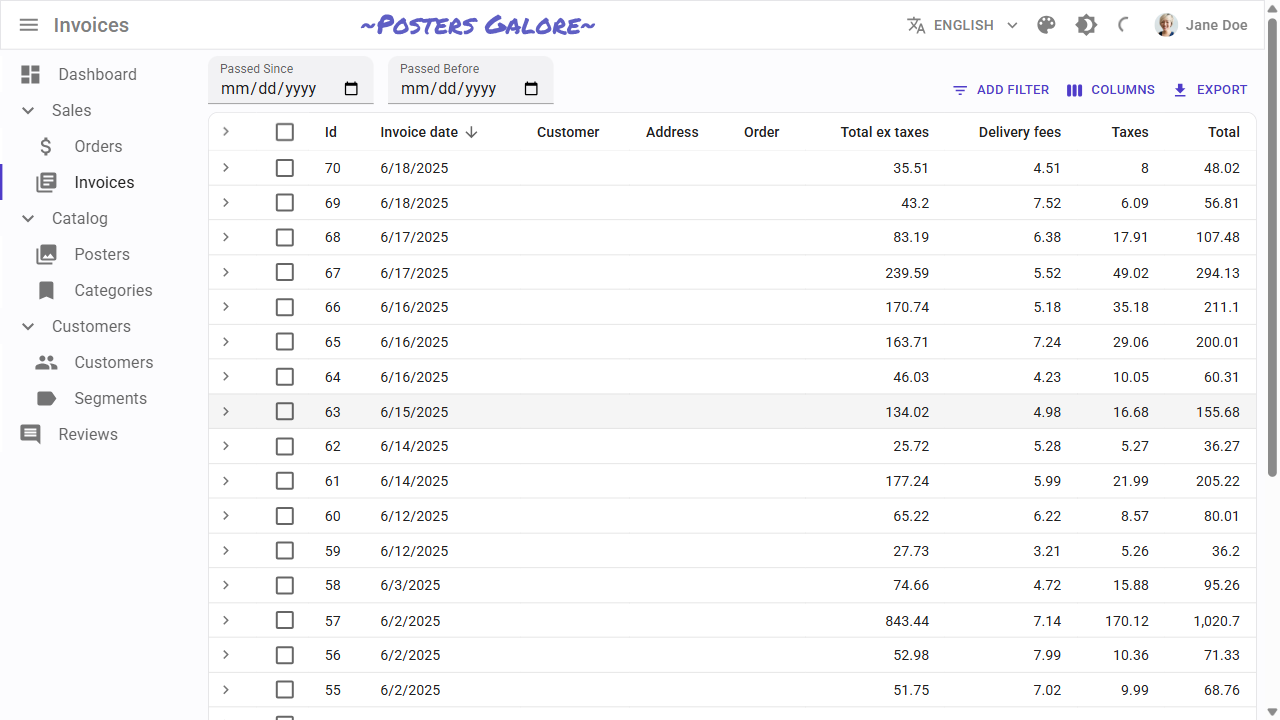 Invoices
~Posters Galore~
ENGLISH
Jane Doe
Dashboard
Sales
Orders
Invoices
Catalog
Posters
Categories
Customers
Customers
Segments
Reviews
Passed Since
mm/dd/yyyy
Passed Before
mm/dd/yyyy
ADD FILTER
COLUMNS
EXPORT
Id Invoice date Customer Address Order Total ex taxes Delivery fees Taxes Total
70 6/18/2025 35.51 4.51 8 48.02
69 6/18/2025 43.2 7.52 6.09 56.81
68 6/17/2025 83.19 6.38 17.91 107.48
67 6/17/2025 239.59 5.52 49.02 294.13
66 6/16/2025 170.74 5.18 35.18 211.1
65 6/16/2025 163.71 7.24 29.06 200.01
64 6/16/2025 46.03 4.23 10.05 60.31
63 6/15/2025 134.02 4.98 16.68 155.68
62 6/14/2025 25.72 5.28 5.27 36.27
61 6/14/2025 177.24 5.99 21.99 205.22
60 6/12/2025 65.22 6.22 8.57 80.01
59 6/12/2025 27.73 3.21 5.26 36.2
58 6/3/2025 74.66 4.72 15.88 95.26
57 6/2/2025 843.44 7.14 170.12 1,020.7
56 6/2/2025 52.98 7.99 10.36 71.33
55 6/2/2025 51.75 7.02 9.99 68.76